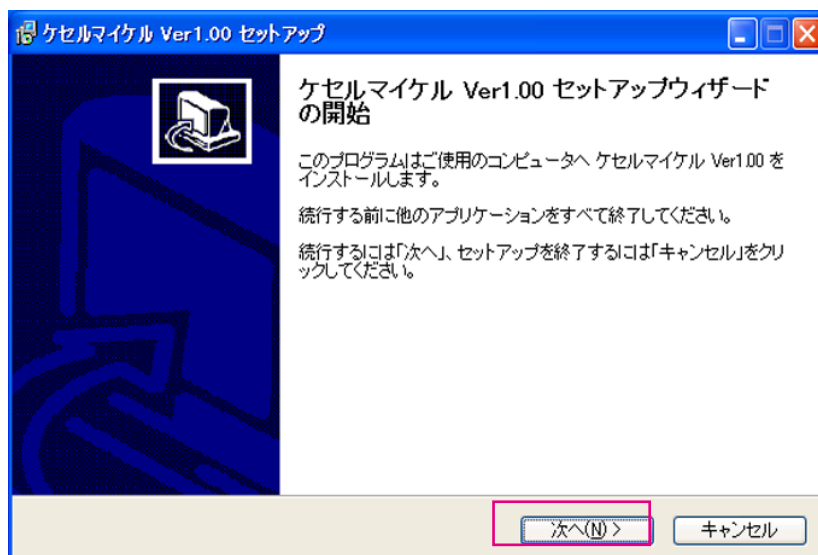 ケセルマイケル Ver1.00 セットアップ
ケセルマイケル Ver1.00 セットアップウィザード
の開始
このプログラムはご使用のコンピュータへ ケセルマイケル Ver1.00 を
インストールします。
続行する前に他のアプリケーションをすべて終了してください。
続行するには「次へ」、セットアップを終了するには「キャンセル」をクリ
ックしてください。
次へ(N) >
キャンセル